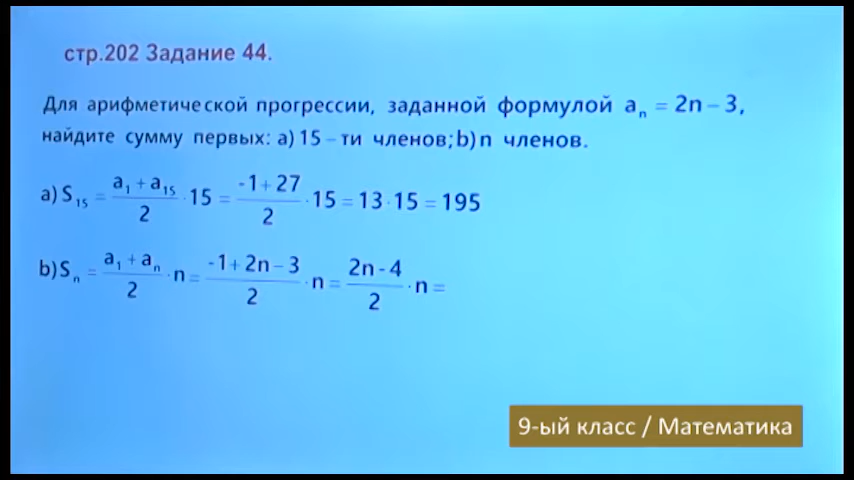 стр.202 Задание 44.
Для арифметической прогрессии, заданной формулой aₙ = 2n – 3,
найдите сумму первых: a) 15 – ти членов; b) n членов.
a) S₁₅ = (a₁ + a₁₅)/2 · 15 = (-1 + 27)/2 · 15 = 13 · 15 = 195
b) Sₙ = (a₁ + aₙ)/2 · n = (-1 + 2n – 3)/2 · n = (2n - 4)/2 · n =
9-ый класс / Математика